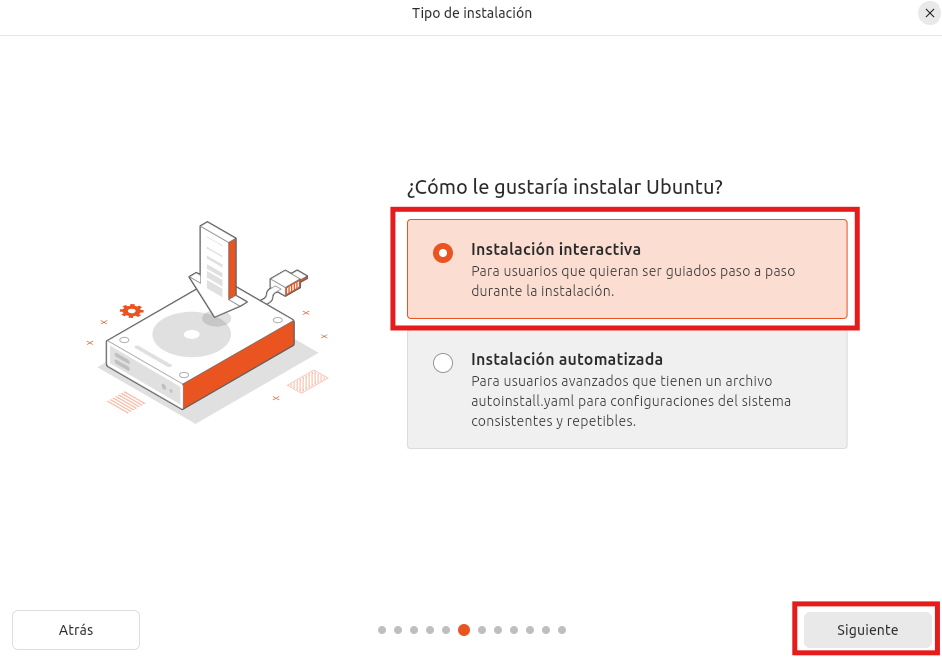 Tipo de instalación
¿Cómo le gustaría instalar Ubuntu?
Instalación interactiva
Para usuarios que quieran ser guiados paso a paso
durante la instalación.
Instalación automatizada
Para usuarios avanzados que tienen un archivo
autoinstall.yaml para configuraciones del sistema
consistentes y repetibles.
Atrás
Siguiente